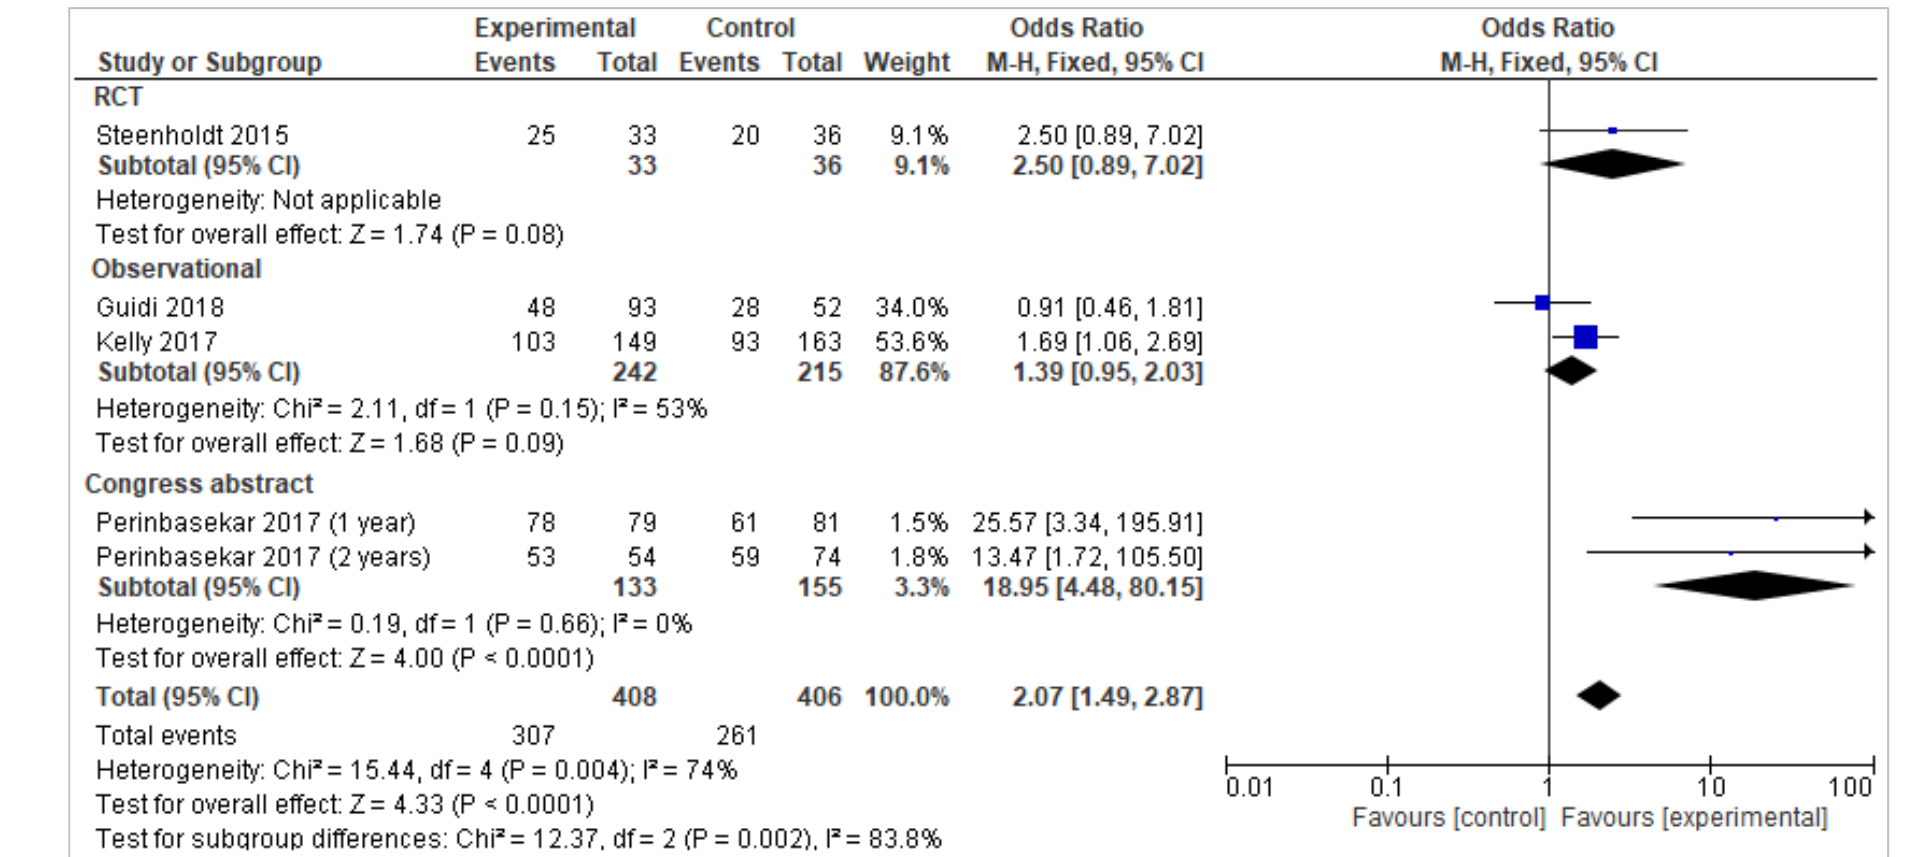 Experimental Control Odds Ratio Odds Ratio
Study or Subgroup Events Total Events Total Weight M-H, Fixed, 95% CI M-H, Fixed, 95% CI
RCT
Steenholdt 2015 25 33 20 36 9.1% 2.50 [0.89, 7.02]
Subtotal (95% CI) 33 36 9.1% 2.50 [0.89, 7.02]
Heterogeneity: Not applicable
Test for overall effect: Z = 1.74 (P = 0.08)
Observational
Guidi 2018 48 93 28 52 34.0% 0.91 [0.46, 1.81]
Kelly 2017 103 149 93 163 53.6% 1.69 [1.06, 2.69]
Subtotal (95% CI) 242 215 87.6% 1.39 [0.95, 2.03]
Heterogeneity: Chi² = 2.11, df = 1 (P = 0.15); I² = 53%
Test for overall effect: Z = 1.68 (P = 0.09)
Congress abstract
Perinbasekar 2017 (1 year) 78 79 61 81 1.5% 25.57 [3.34, 195.91]
Perinbasekar 2017 (2 years) 53 54 59 74 1.8% 13.47 [1.72, 105.50]
Subtotal (95% CI) 133 155 3.3% 18.95 [4.48, 80.15]
Heterogeneity: Chi² = 0.19, df = 1 (P = 0.66); I² = 0%
Test for overall effect: Z = 4.00 (P < 0.0001)
Total (95% CI) 408 406 100.0% 2.07 [1.49, 2.87]
Total events 307 261
Heterogeneity: Chi² = 15.44, df = 4 (P = 0.004); I² = 74%
Test for overall effect: Z = 4.33 (P < 0.0001)
Test for subgroup differences: Chi² = 12.37, df = 2 (P = 0.002), I² = 83.8%
0.01 0.1 1 10 100
Favours [control] Favours [experimental]